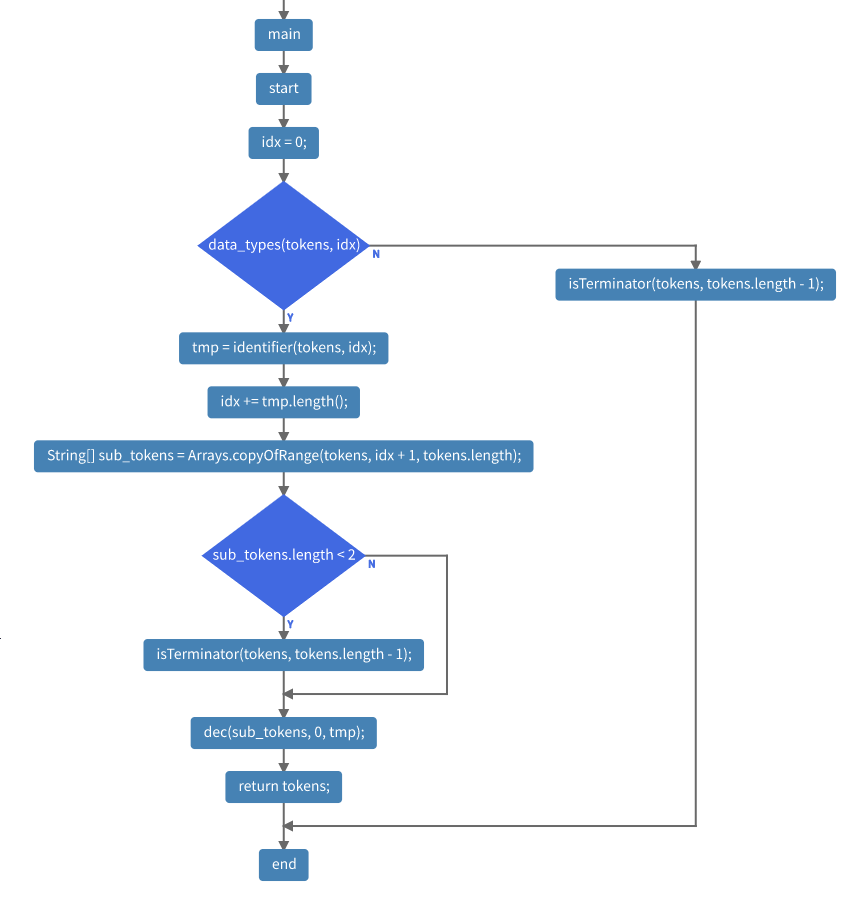 main
start
idx = 0;
data_types(tokens, idx)
N
isTerminator(tokens, tokens.length - 1);
Y
tmp = identifier(tokens, idx);
idx += tmp.length();
String[] sub_tokens = Arrays.copyOfRange(tokens, idx + 1, tokens.length);
sub_tokens.length < 2
N
Y
isTerminator(tokens, tokens.length - 1);
dec(sub_tokens, 0, tmp);
return tokens;
end